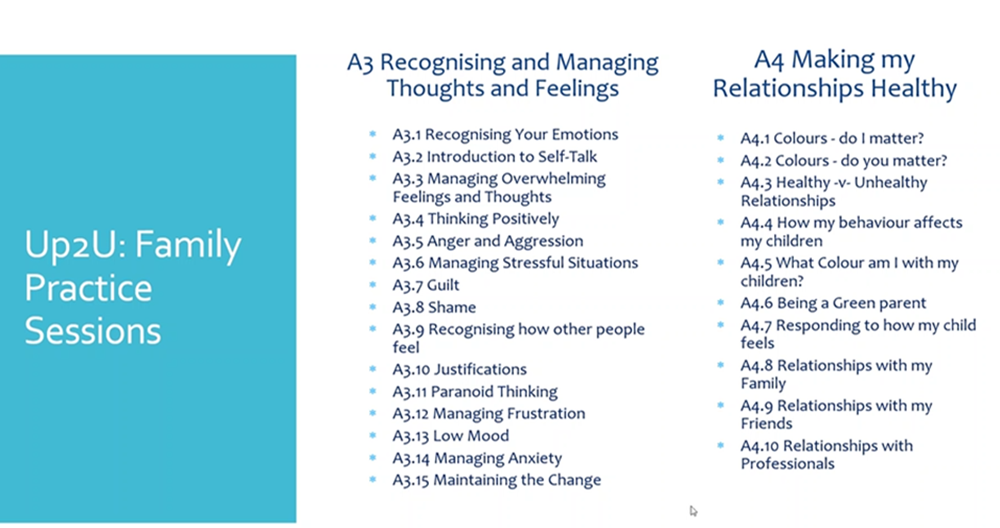 Up2U: Family
Practice
Sessions
A3 Recognising and Managing
Thoughts and Feelings
A3.1 Recognising Your Emotions
A3.2 Introduction to Self-Talk
A3.3 Managing Overwhelming
Feelings and Thoughts
A3.4 Thinking Positively
A3.5 Anger and Aggression
A3.6 Managing Stressful Situations
A3.7 Guilt
A3.8 Shame
A3.9 Recognising how other people
feel
A3.10 Justifications
A3.11 Paranoid Thinking
A3.12 Managing Frustration
A3.13 Low Mood
A3.14 Managing Anxiety
A3.15 Maintaining the Change
A4 Making my
Relationships Healthy
A4.1 Colours - do I matter?
A4.2 Colours - do you matter?
A4.3 Healthy -v- Unhealthy
Relationships
A4.4 How my behaviour affects
my children
A4.5 What Colour am I with my
children?
A4.6 Being a Green parent
A4.7 Responding to how my child
feels
A4.8 Relationships with my
Family
A4.9 Relationships with my
Friends
A4.10 Relationships with
Professionals